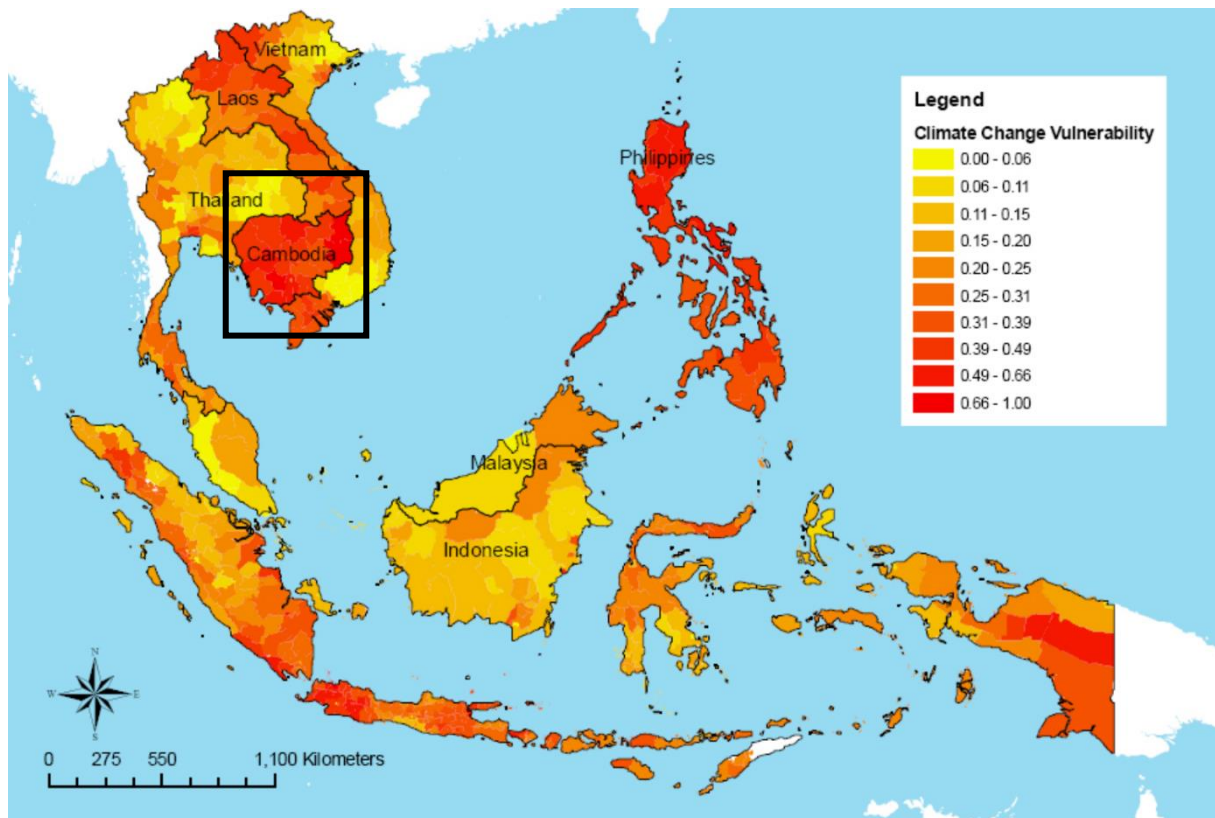 Vietnam
Laos
Thailand
Cambodia
Philippines
Malaysia
Indonesia
Legend
Climate Change Vulnerability
0.00 - 0.06
0.06 - 0.11
0.11 - 0.15
0.15 - 0.20
0.20 - 0.25
0.25 - 0.31
0.31 - 0.39
0.39 - 0.49
0.49 - 0.66
0.66 - 1.00
N
W E
S
0 275 550 1,100 Kilometers